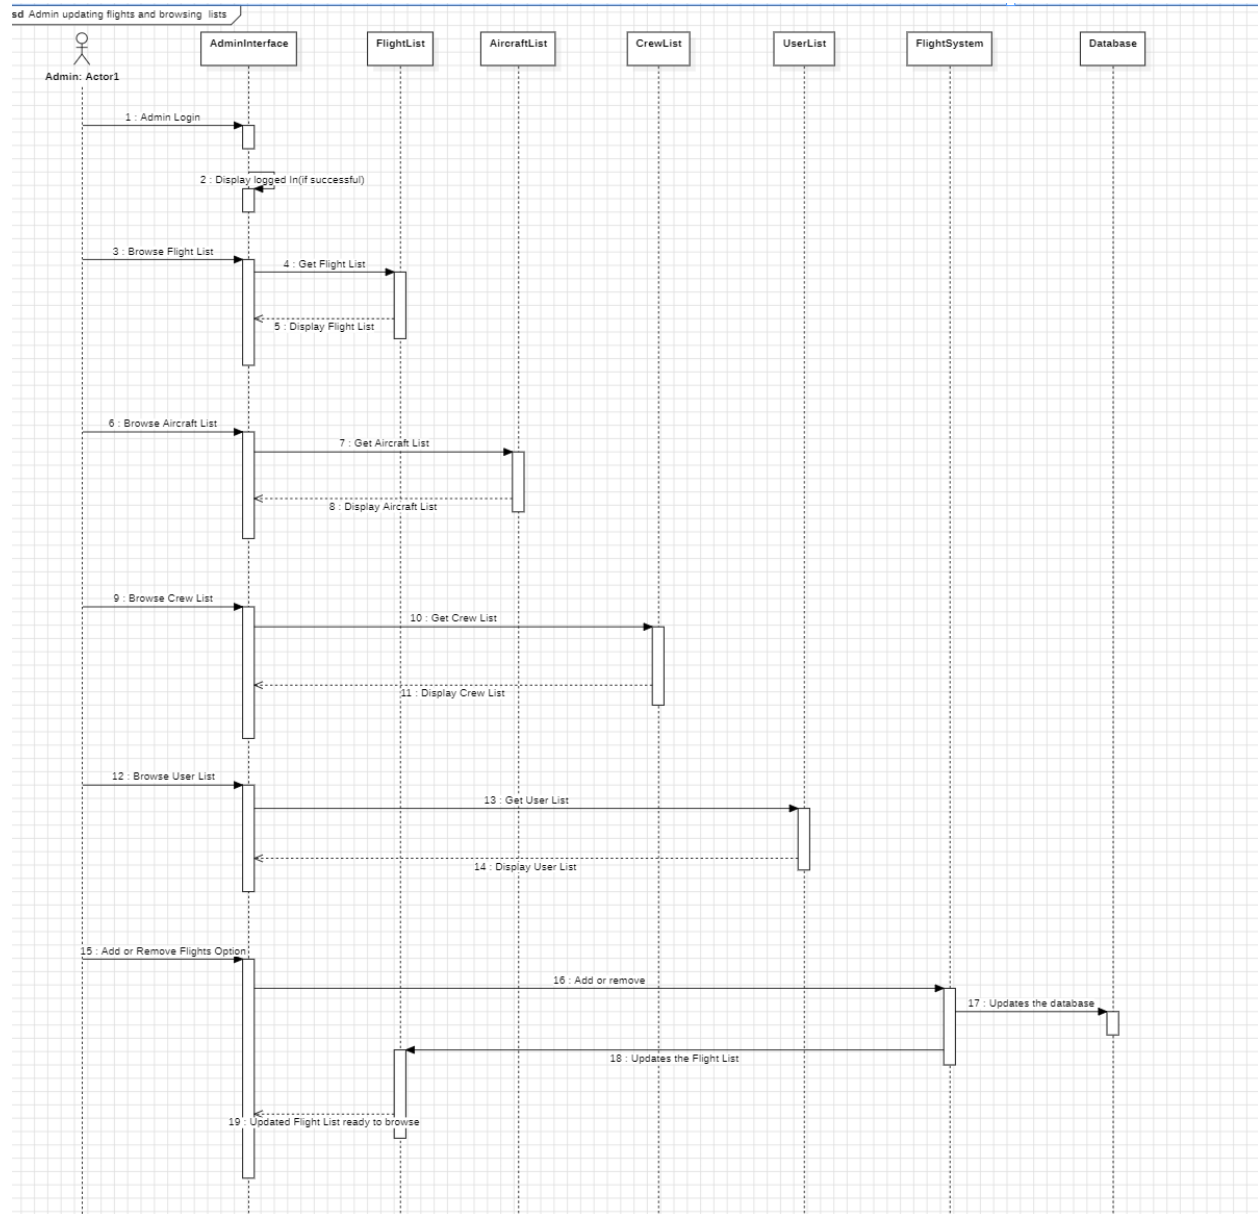 sd Admin updating flights and browsing lists
AdminInterface
FlightList
AircraftList
CrewList
UserList
FlightSystem
Database
Admin: Actor1
1 : Admin Login
2 : Display logged In(if successful)
3 : Browse Flight List
4 : Get Flight List
5 : Display Flight List
6 : Browse Aircraft List
7 : Get Aircraft List
8 : Display Aircraft List
9 : Browse Crew List
10 : Get Crew List
11 : Display Crew List
12 : Browse User List
13 : Get User List
14 : Display User List
15 : Add or Remove Flights Option
16 : Add or remove
17 : Updates the database
18 : Updates the Flight List
19 : Updated Flight List ready to browse